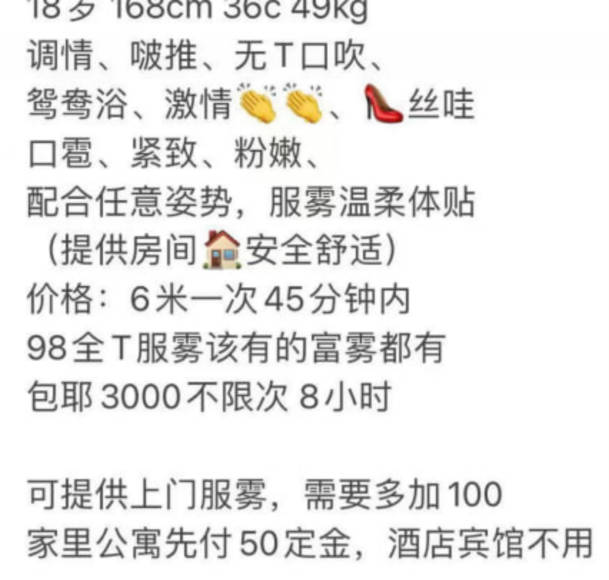 18岁 168cm 36c 49kg
调情、啵推、无T口吹、
鸳鸯浴、激情👏👏、👠丝哇
口雹、紧致、粉嫩、
配合任意姿势，服雾温柔体贴
（提供房间🏠安全舒适）
价格：6米一次45分钟内
98全T服雾该有的富雾都有
包耶3000不限次 8小时
可提供上门服雾，需要多加100
家里公寓先付50定金，酒店宾馆不用